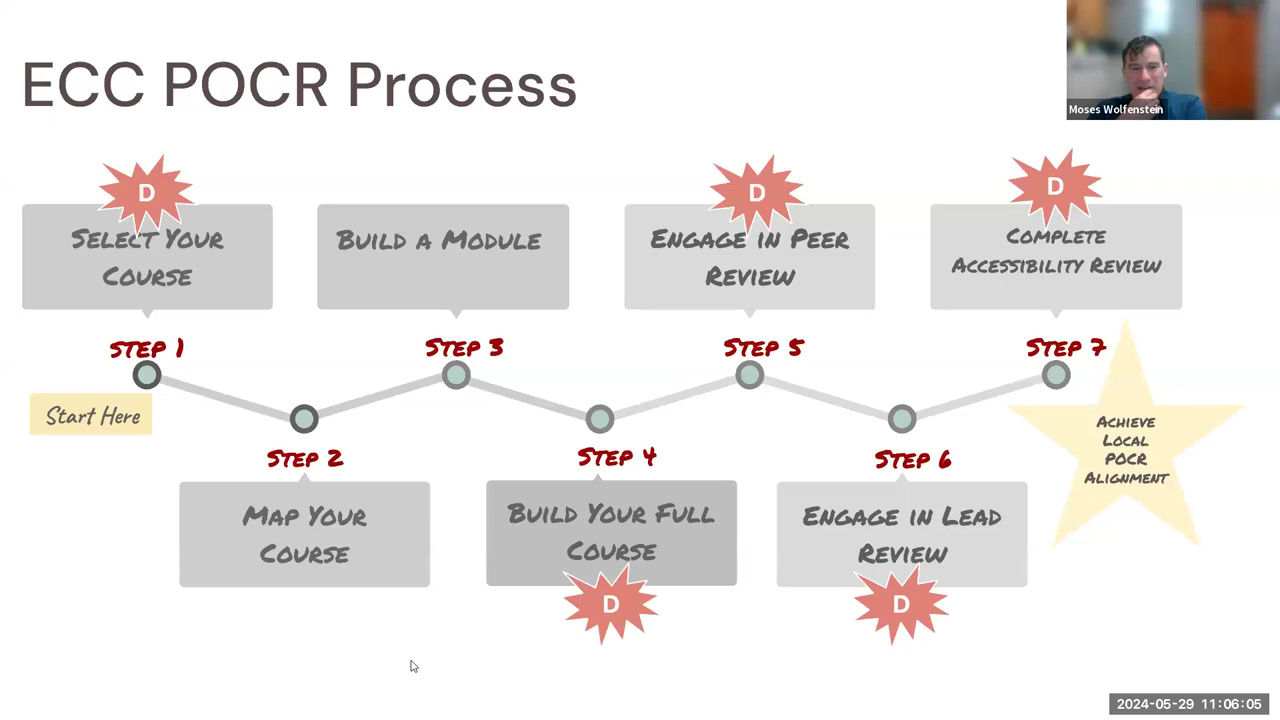 ECC POCR Process
Moses Wolfenstein
D
Select Your
Course
Build a Module
D
Engage in Peer
Review
D
Complete
Accessibility Review
Step 1
Step 3
Step 5
Step 7
Start Here
Step 2
Step 4
Step 6
Map Your
Course
Build Your Full
Course
D
Engage in Lead
Review
D
Achieve
Local
POCR
Alignment
2024-05-29 11:06:05